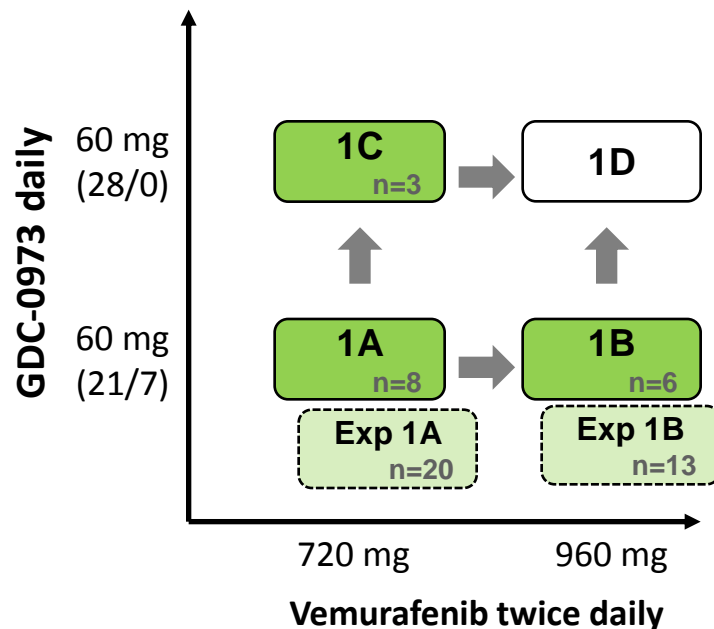 GDC-0973 daily
60 mg
(28/0)
1C
n=3
1D
60 mg
(21/7)
1A
n=8
1B
n=6
Exp 1A
n=20
Exp 1B
n=13
720 mg
960 mg
Vemurafenib twice daily